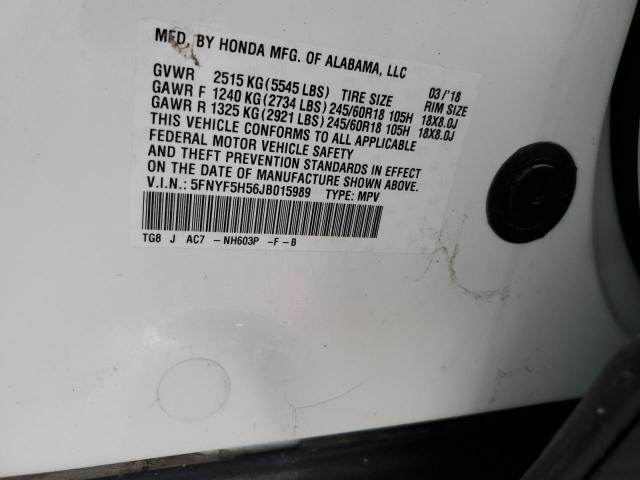 MFD. BY HONDA MFG. OF ALABAMA, LLC
03/'18
GVWR 2515 KG(5545 LBS) TIRE SIZE RIM SIZE
GAWR F 1240 KG(2734 LBS)245/60R18 105H 18X8.0J
GAWR R 1325 KG(2921 LBS)245/60R18 105H 18X8.0J
THIS VEHICLE CONFORMS TO ALL APPLICABLE
FEDERAL MOTOR VEHICLE SAFETY
AND THEFT PREVENTION STANDARDS IN EFFECT
ON THE DATE OF MANUFACTURE SHOWN ABOVE.
V.I.N.: 5FNYF5H56JB015989 TYPE: MPV
TG8 J AC7 -NH603P -F-B